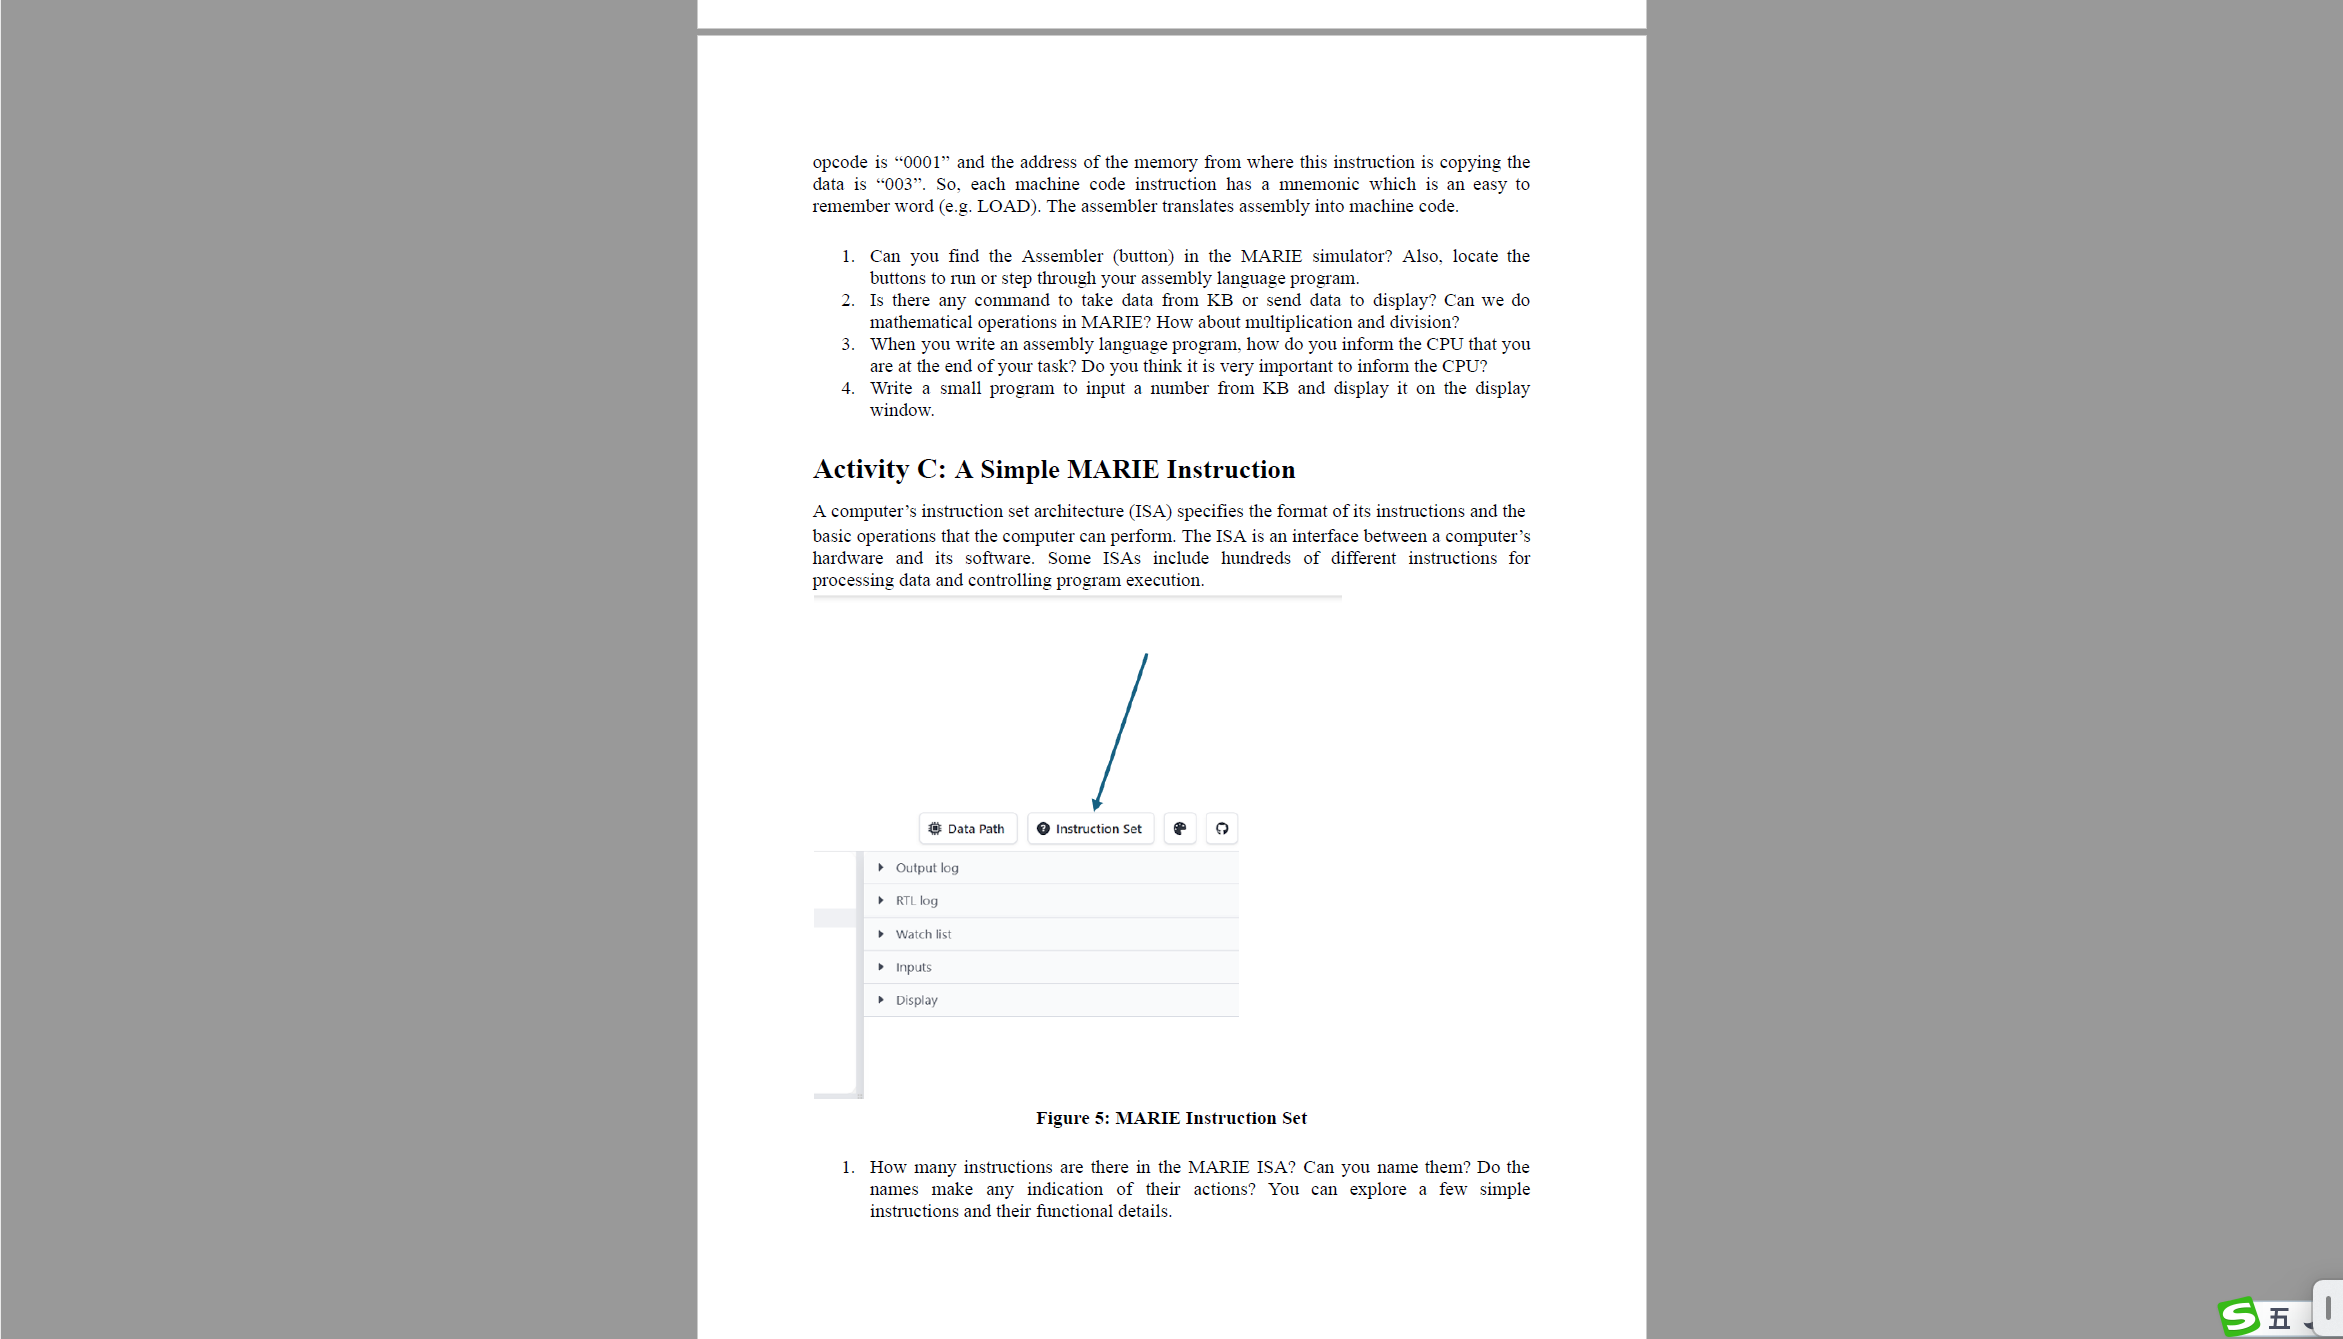 opcode is “0001” and the address of the memory from where this instruction is copying the
data is “003”. So, each machine code instruction has a mnemonic which is an easy to
remember word (e.g. LOAD). The assembler translates assembly into machine code.
1. Can you find the Assembler (button) in the MARIE simulator? Also, locate the
buttons to run or step through your assembly language program.
2. Is there any command to take data from KB or send data to display? Can we do
mathematical operations in MARIE? How about multiplication and division?
3. When you write an assembly language program, how do you inform the CPU that you
are at the end of your task? Do you think it is very important to inform the CPU?
4. Write a small program to input a number from KB and display it on the display
window.
Activity C: A Simple MARIE Instruction
A computer’s instruction set architecture (ISA) specifies the format of its instructions and the
basic operations that the computer can perform. The ISA is an interface between a computer’s
hardware and its software. Some ISAs include hundreds of different instructions for
processing data and controlling program execution.
Data Path
Instruction Set
Output log
RTL log
Watch list
Inputs
Display
Figure 5: MARIE Instruction Set
1. How many instructions are there in the MARIE ISA? Can you name them? Do the
names make any indication of their actions? You can explore a few simple
instructions and their functional details.
S 五